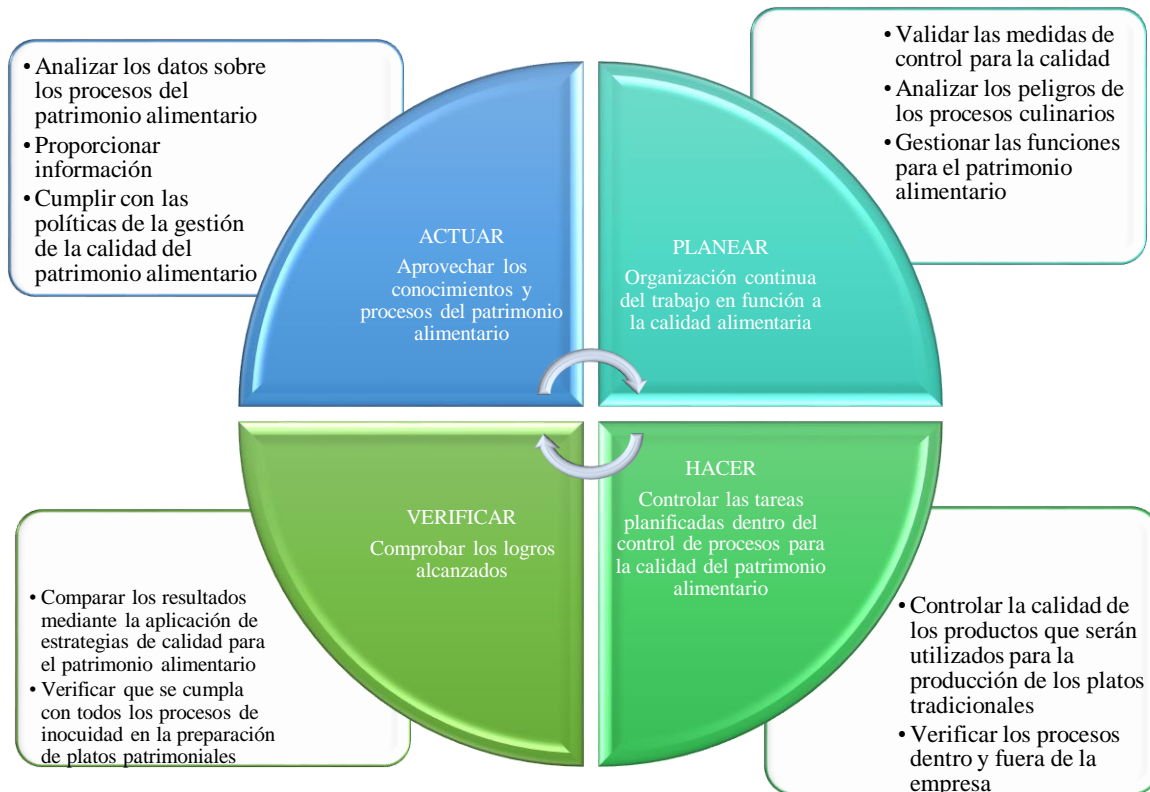 • Analizar los datos sobre
los procesos del
patrimonio alimentario
• Proporcionar
información
• Cumplir con las
políticas de la gestión
de la calidad del
patrimonio alimentario
• Validar las medidas de
control para la calidad
• Analizar los peligros de
los procesos culinarios
• Gestionar las funciones
para el patrimonio
alimentario
ACTUAR
Aprovechar los
conocimientos y
procesos del patrimonio
alimentario
PLANEAR
Organización continua
del trabajo en función a
la calidad alimentaria
VERIFICAR
Comprobar los logros
alcanzados
HACER
Controlar las tareas
planificadas dentro del
control de procesos para
la calidad del patrimonio
alimentario
• Comparar los resultados
mediante la aplicación de
estrategias de calidad para
el patrimonio alimentario
• Verificar que se cumpla
con todos los procesos de
inocuidad en la preparación
de platos patrimoniales
• Controlar la calidad de
los productos que serán
utilizados para la
producción de los platos
tradicionales
• Verificar los procesos
dentro y fuera de la
empresa